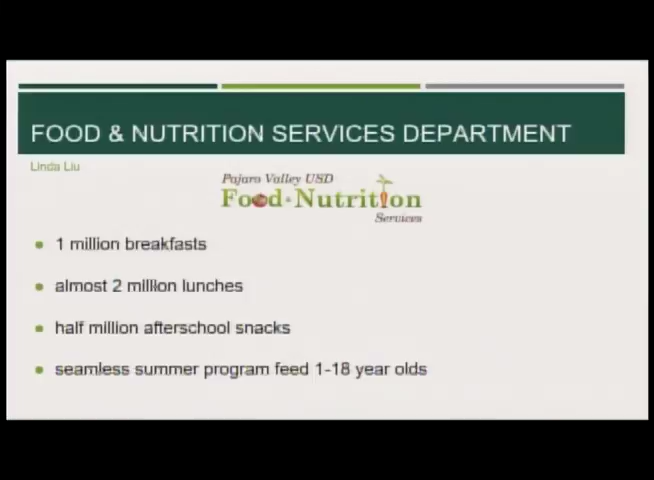 FOOD & NUTRITION SERVICES DEPARTMENT
Linda Liu
Pajaro Valley USD
Food·Nutrition
Services
• 1 million breakfasts
• almost 2 million lunches
• half million afterschool snacks
• seamless summer program feed 1-18 year olds